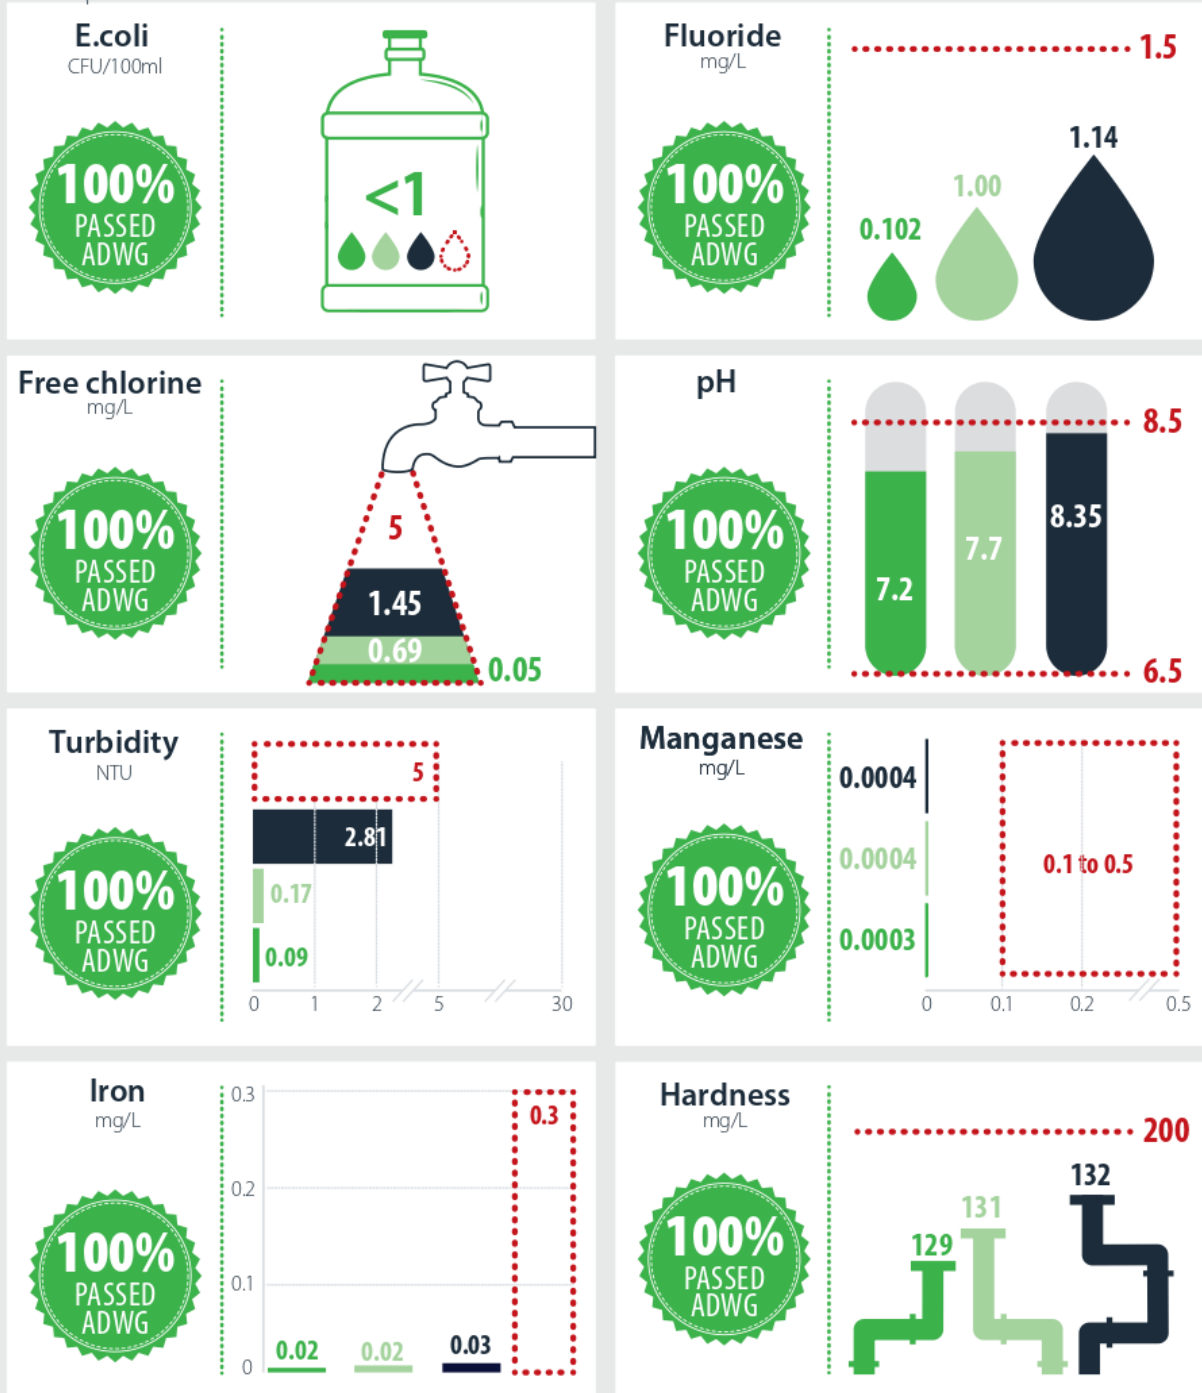 E.coli
CFU/100ml
100%
PASSED
ADWG
<1
Fluoride
mg/L
100%
PASSED
ADWG
1.5
1.14
1.00
0.102
Free chlorine
mg/L
100%
PASSED
ADWG
5
1.45
0.69
0.05
pH
100%
PASSED
ADWG
8.5
8.35
7.7
7.2
6.5
Turbidity
NTU
100%
PASSED
ADWG
5
2.81
0.17
0.09
0 1 2 5 30
Manganese
mg/L
100%
PASSED
ADWG
0.0004
0.0004
0.1 to 0.5
0.0003
0 0.1 0.2 0.5
Iron
mg/L
100%
PASSED
ADWG
0.3
0.2
0.1
0
0.3
0.02 0.02 0.03
Hardness
mg/L
100%
PASSED
ADWG
200
132
131
129